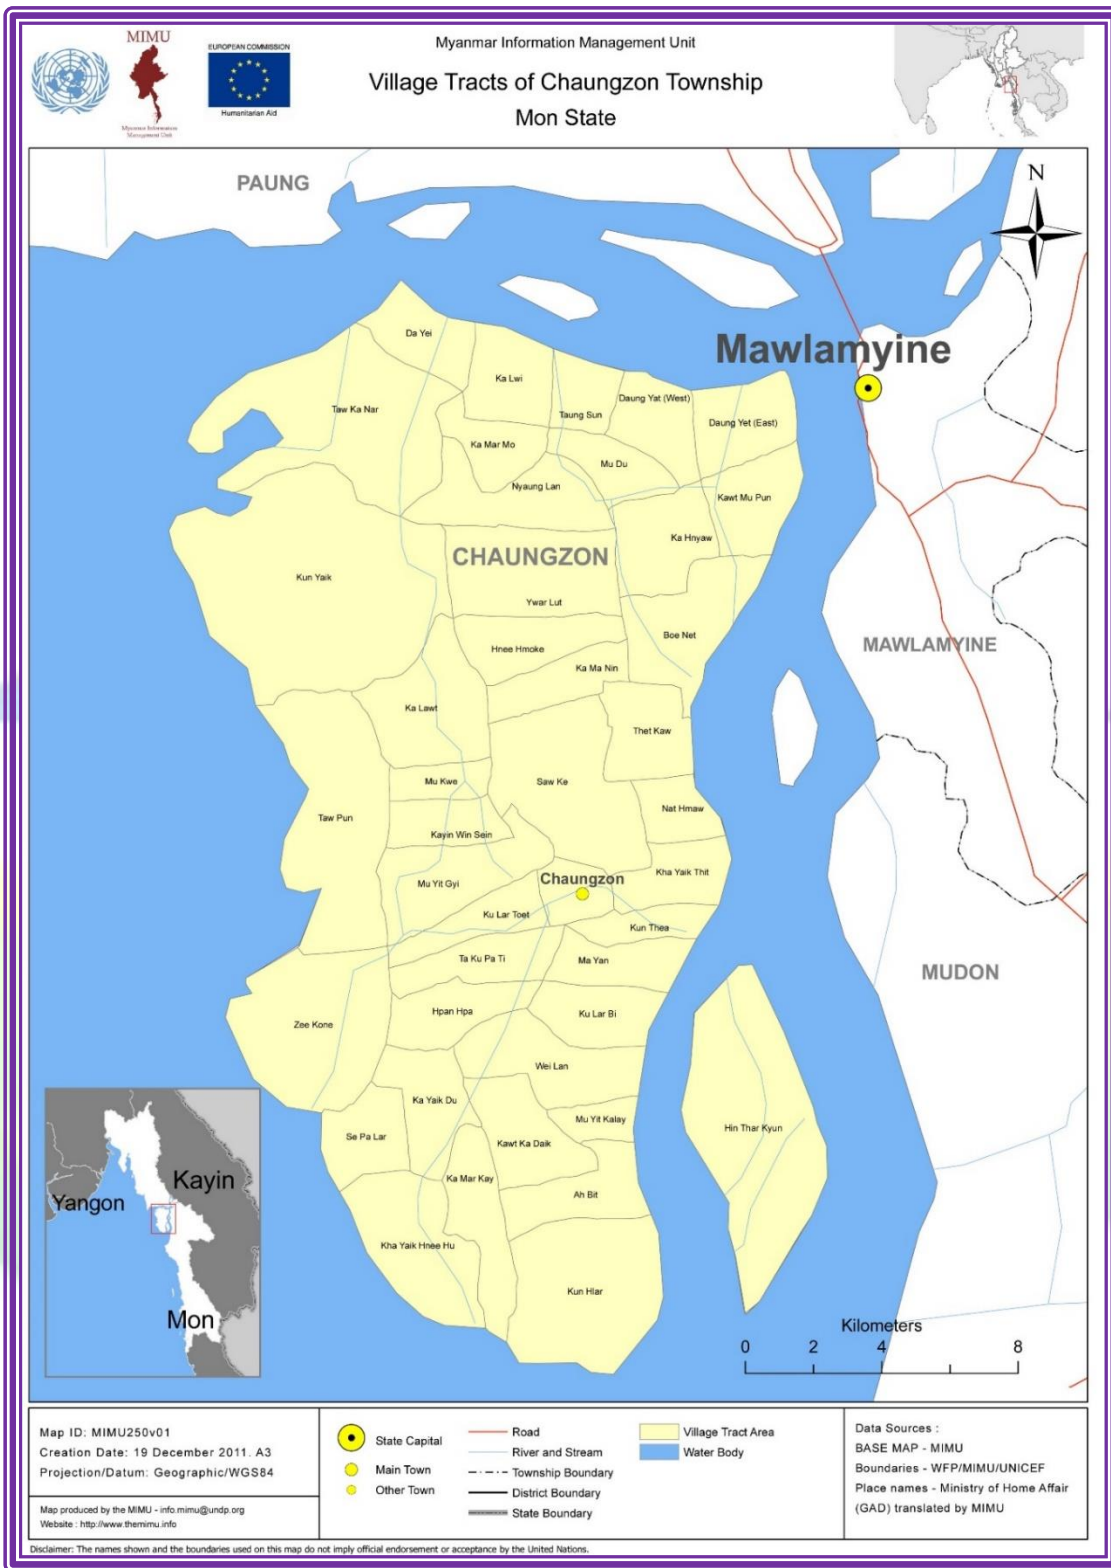 MIMU
Myanmar Information
Management Unit
EUROPEAN COMMISSION
Humanitarian Aid
Myanmar Information Management Unit
Village Tracts of Chaungzon Township
Mon State
PAUNG
N
Mawlamyine
Da Yei
Ka Lwi
Taw Ka Nar
Taung Sun
Daung Yat (West)
Daung Yet (East)
Ka Mar Mo
Mu Du
Nyaung Lan
Kawt Mu Pun
Ka Hnyaw
CHAUNGZON
Kun Yaik
Ywar Lut
Boe Net
MAWLAMYINE
Hnee Hmoke
Ka Ma Nin
Ka Lawt
Thet Kaw
Mu Kwe
Saw Ke
Taw Pun
Nat Hmaw
Kayin Win Sein
Kha Yaik Thit
Mu Yit Gyi
Chaungzon
Ku Lar Toet
Kun Thea
Ta Ku Pa Ti
Ma Yan
MUDON
Zee Kone
Hpan Hpa
Ku Lar Bi
Wei Lan
Ka Yaik Du
Mu Yit Kalay
Hin Thar Kyun
Se Pa Lar
Kawt Ka Daik
Ka Mar Kay
Ah Bit
Kha Yaik Hnee Hu
Kun Hlar
Kayin
Yangon
Mon
Kilometers
0 2 4 8
Map ID: MIMU250v01
Creation Date: 19 December 2011. A3
Projection/Datum: Geographic/WGS84
Map produced by the MIMU - info.mimu@undp.org
Website : http://www.themimu.info
State Capital
Main Town
Other Town
Road
River and Stream
Township Boundary
District Boundary
State Boundary
Village Tract Area
Water Body
Data Sources :
BASE MAP - MIMU
Boundaries - WFP/MIMU/UNICEF
Place names - Ministry of Home Affair
(GAD) translated by MIMU
Disclaimer: The names shown and the boundaries used on this map do not imply official endorsement or acceptance by the United Nations.